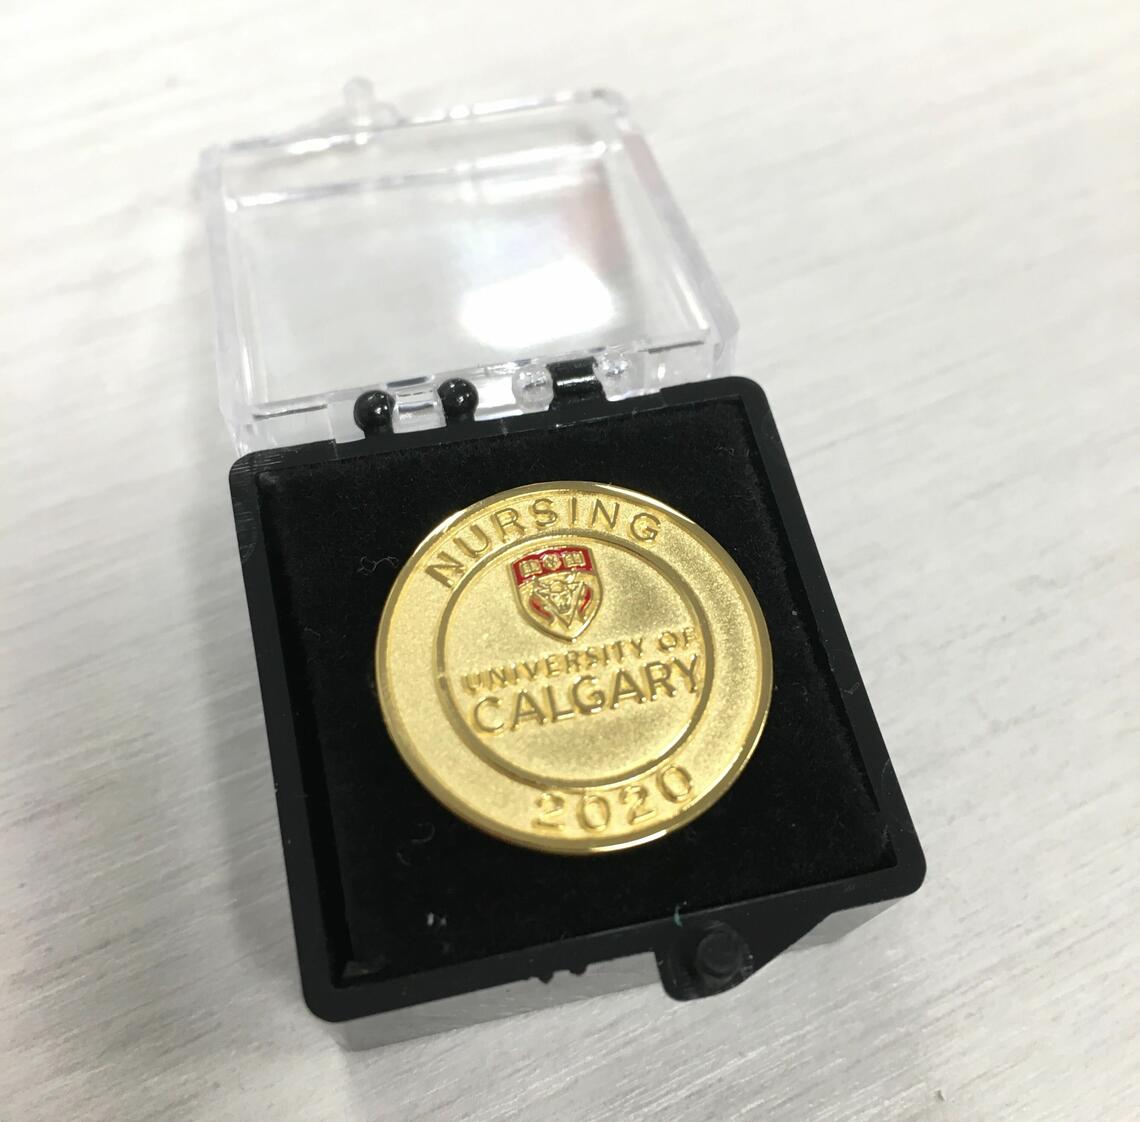 NURSING
UNIVERSITY OF
CALGARY
2020